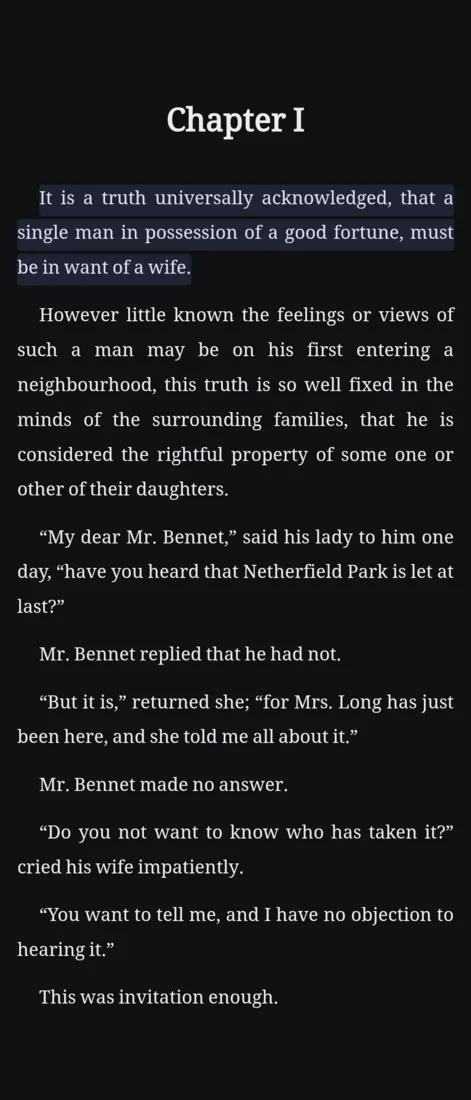 Chapter I
It is a truth universally acknowledged, that a
single man in possession of a good fortune, must
be in want of a wife.
However little known the feelings or views of
such a man may be on his first entering a
neighbourhood, this truth is so well fixed in the
minds of the surrounding families, that he is
considered the rightful property of some one or
other of their daughters.
“My dear Mr. Bennet,” said his lady to him one
day, “have you heard that Netherfield Park is let at
last?”
Mr. Bennet replied that he had not.
“But it is,” returned she; “for Mrs. Long has just
been here, and she told me all about it.”
Mr. Bennet made no answer.
“Do you not want to know who has taken it?”
cried his wife impatiently.
“You want to tell me, and I have no objection to
hearing it.”
This was invitation enough.